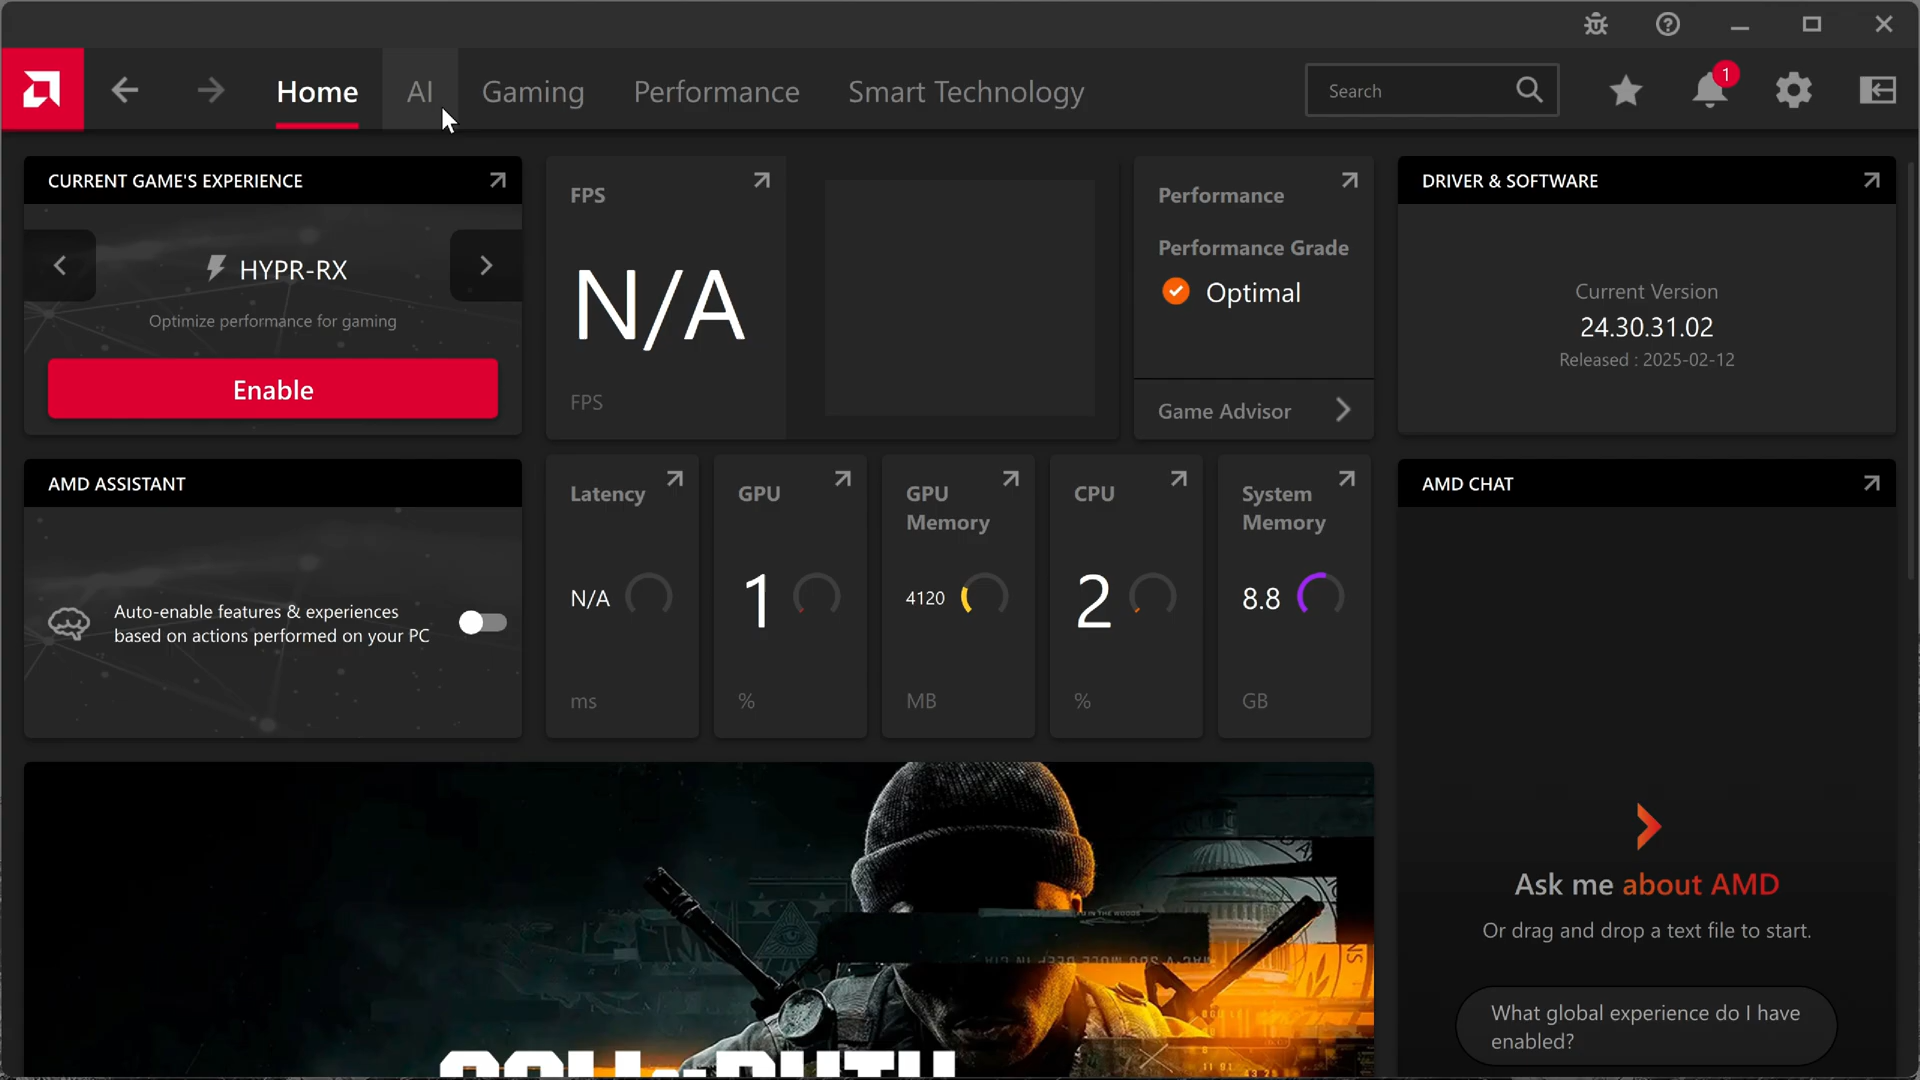 Home
AI
Gaming
Performance
Smart Technology
Search
1
CURRENT GAME'S EXPERIENCE
HYPR-RX
Optimize performance for gaming
Enable
FPS
N/A
FPS
Performance
Performance Grade
Optimal
Game Advisor
DRIVER & SOFTWARE
Current Version
24.30.31.02
Released : 2025-02-12
AMD ASSISTANT
Auto-enable features & experiences
based on actions performed on your PC
Latency
N/A
ms
GPU
1
%
GPU
Memory
4120
MB
CPU
2
%
System
Memory
8.8
GB
AMD CHAT
Ask me about AMD
Or drag and drop a text file to start.
What global experience do I have
enabled?
CALL OF DUTY